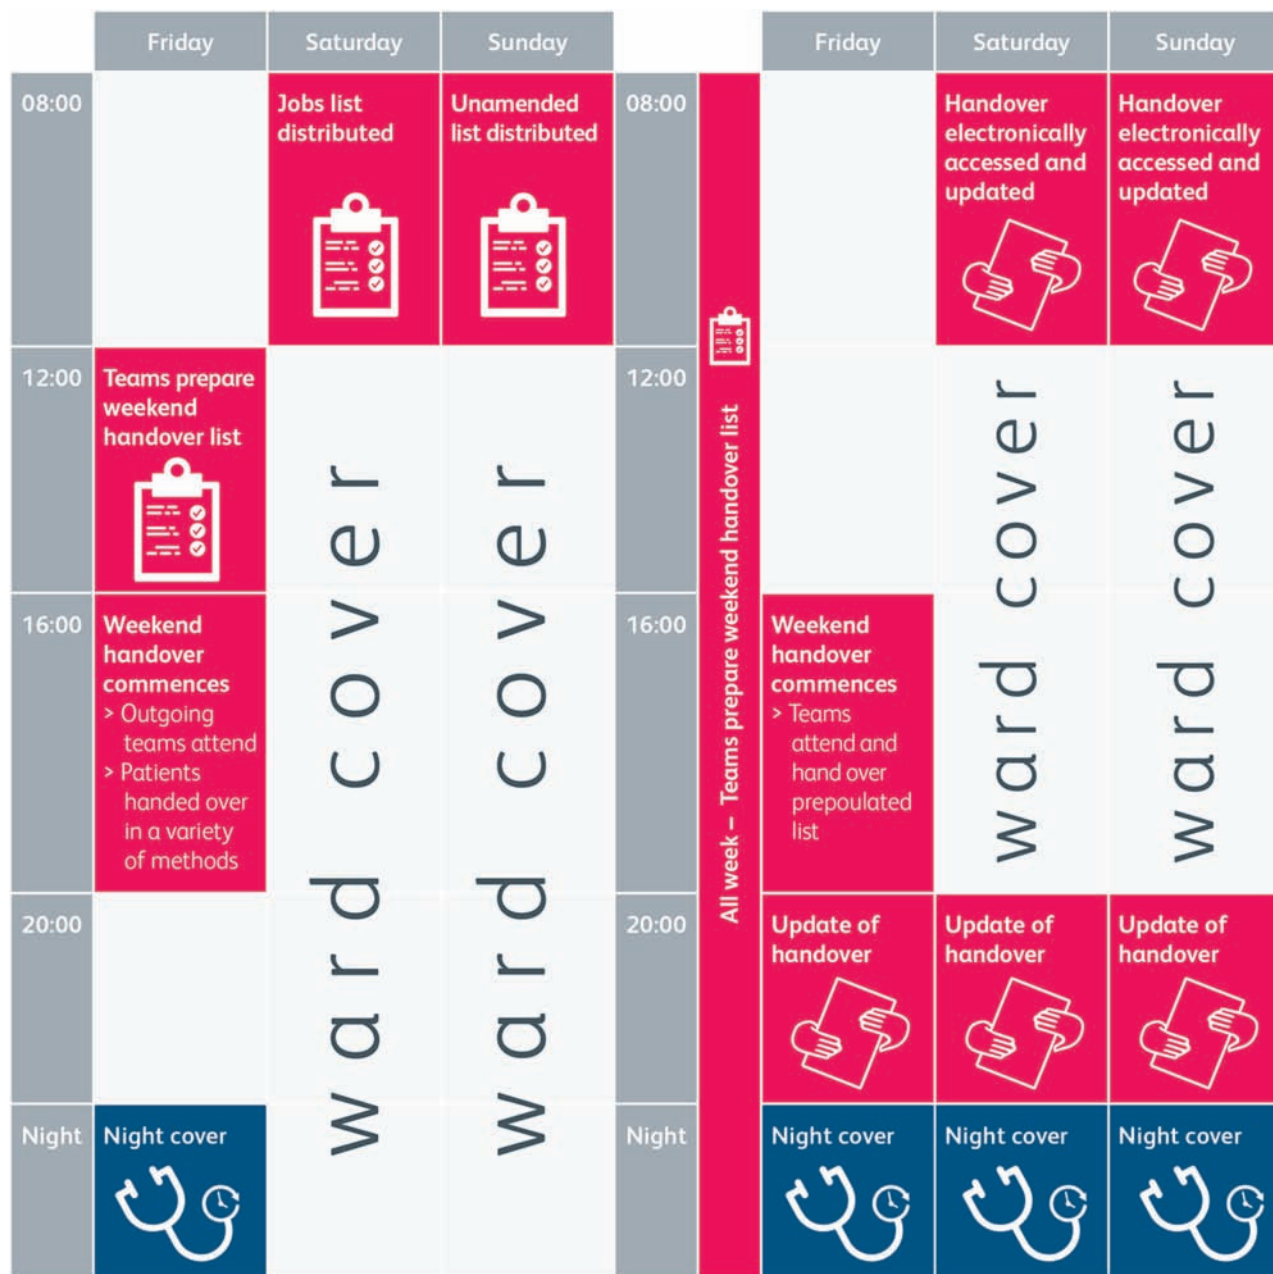 Friday
Saturday
Sunday
08:00
Jobs list
distributed
Unamended
list distributed
12:00
Teams prepare
weekend
handover list
16:00
Weekend
handover
commences
> Outgoing
teams attend
> Patients
handed over
in a variety
of methods
20:00
Night
Night cover
ward cover
ward cover
Friday
Saturday
Sunday
08:00
12:00
16:00
20:00
Night
All week – Teams prepare weekend handover list
Handover
electronically
accessed and
updated
Handover
electronically
accessed and
updated
ward cover
ward cover
Weekend
handover
commences
> Teams
attend and
hand over
prepoulated
list
Update of
handover
Update of
handover
Update of
handover
Night cover
Night cover
Night cover